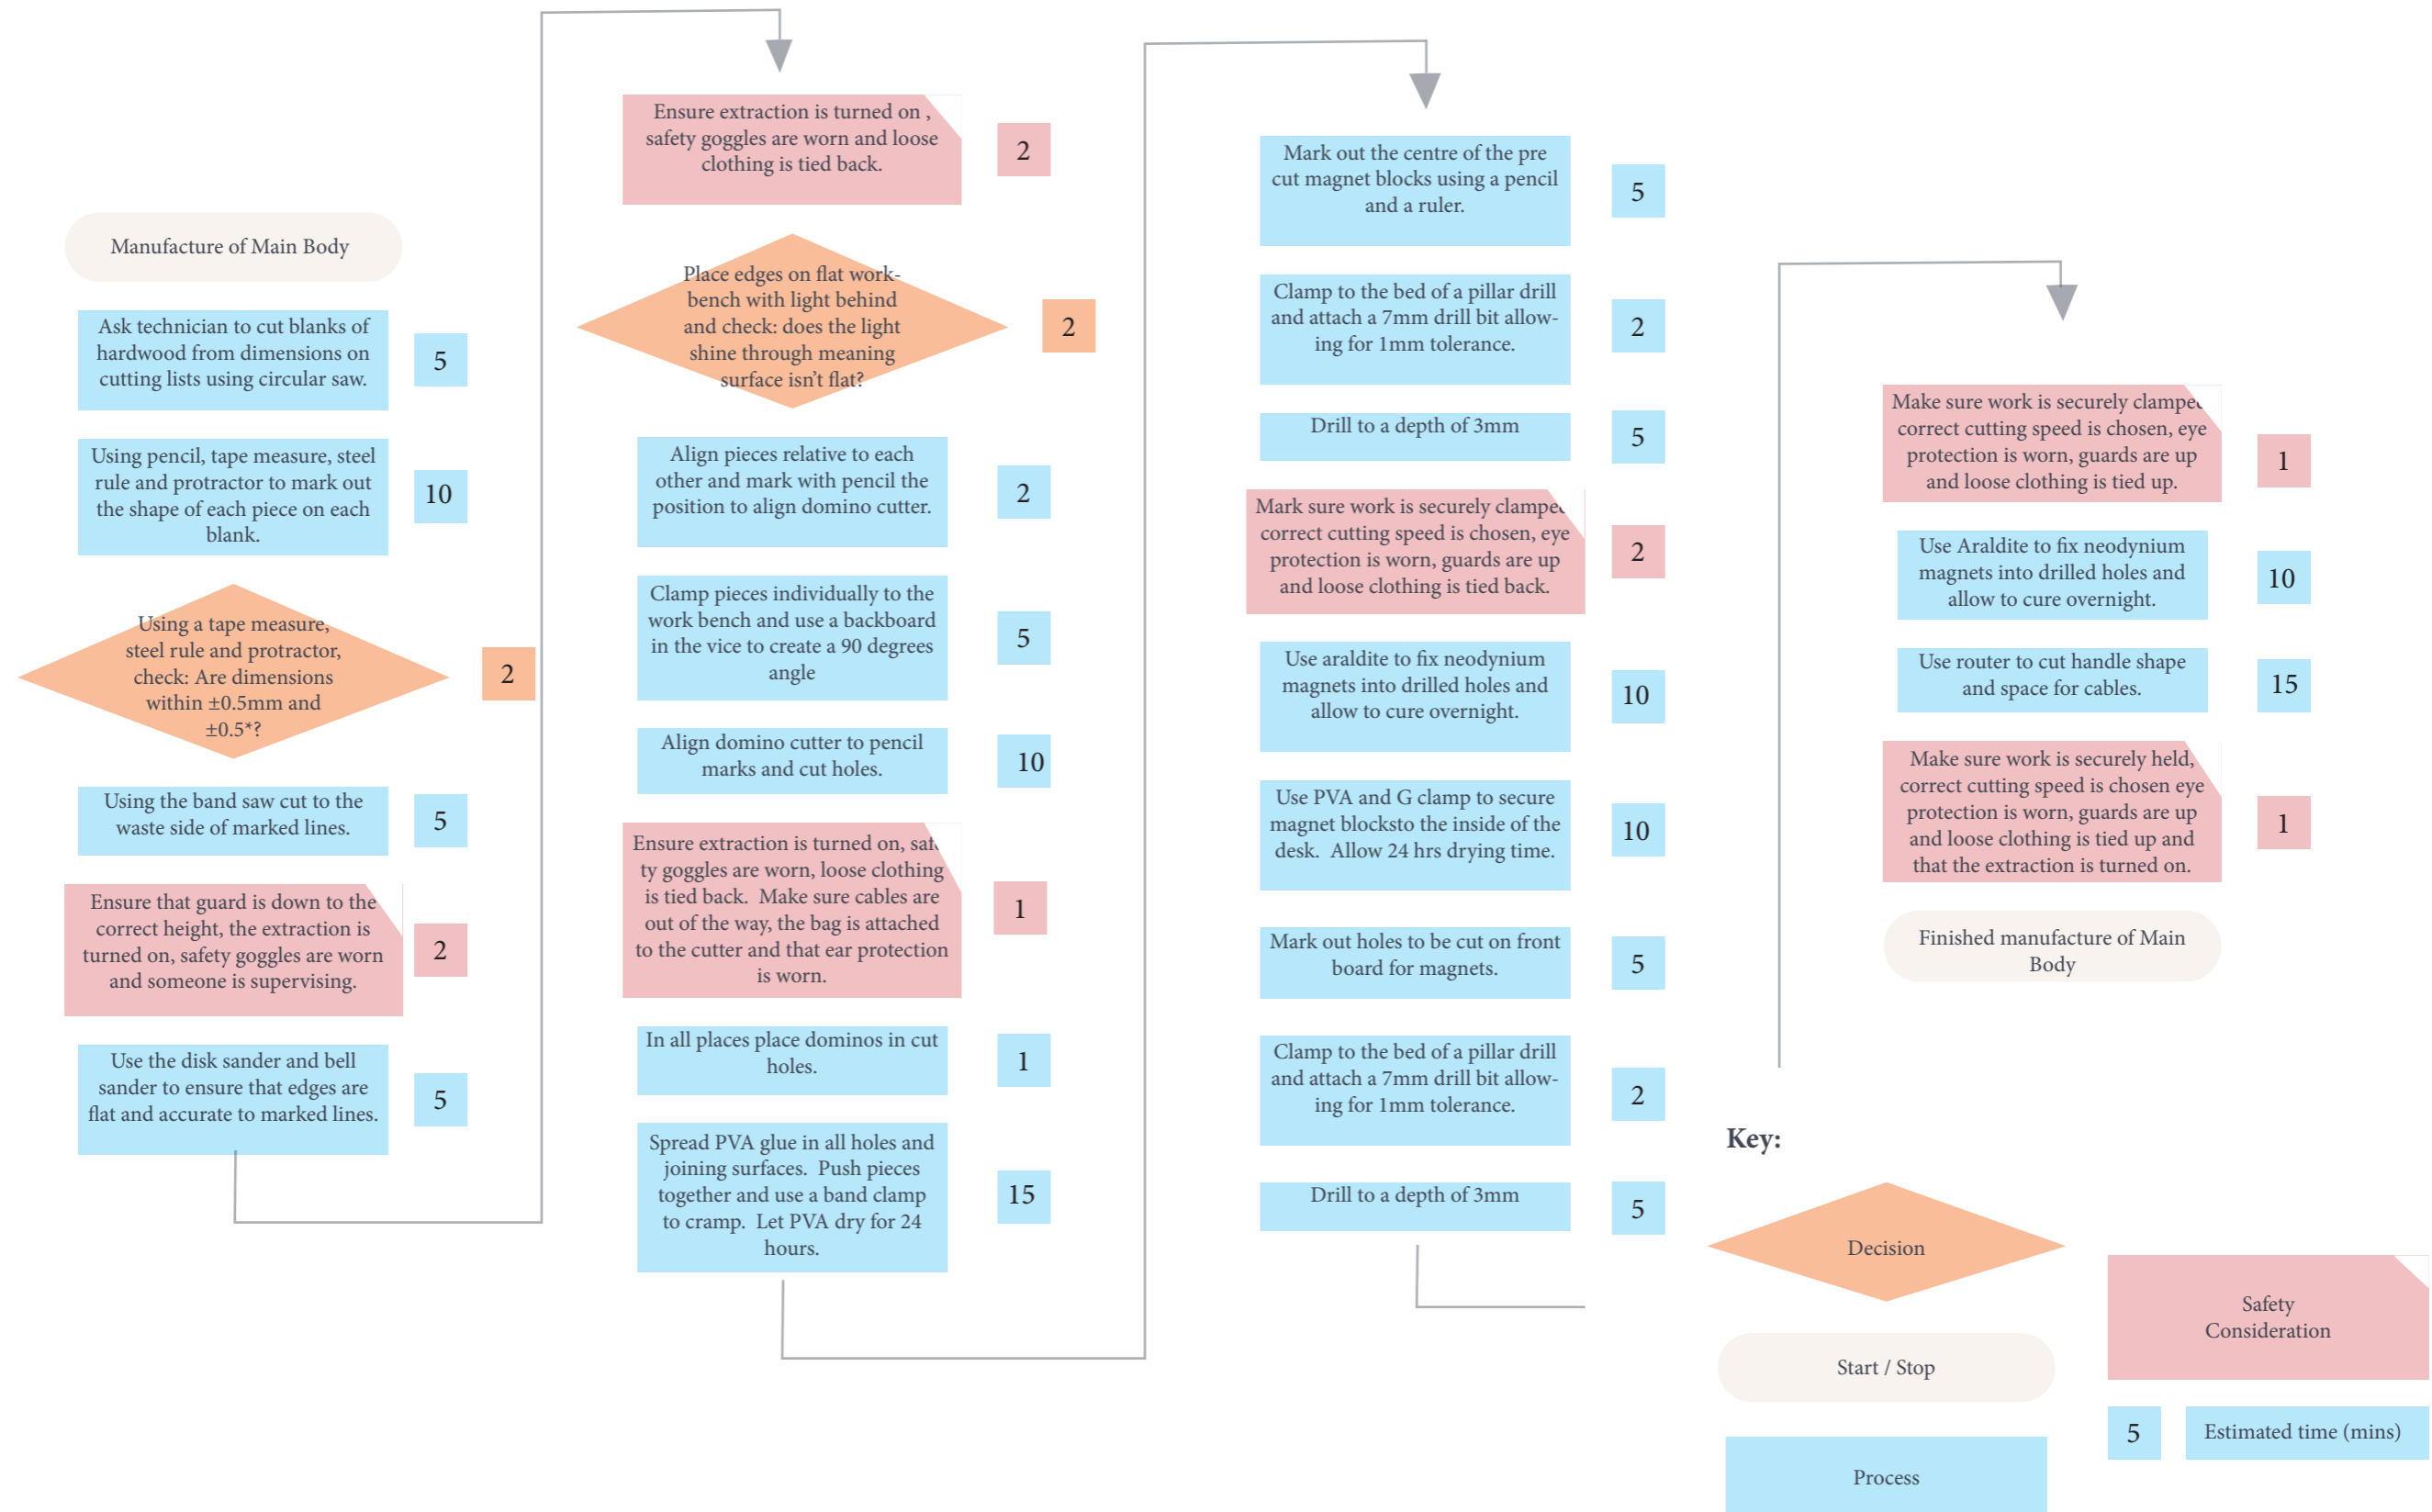 Manufacture of Main Body
Ask technician to cut blanks of
hardwood from dimensions on
cutting lists using circular saw.
5
Using pencil, tape measure, steel
rule and protractor to mark out
the shape of each piece on each
blank.
10
Using a tape measure,
steel rule and protractor,
check: Are dimensions
within ±0.5mm and
±0.5*?
2
Using the band saw cut to the
waste side of marked lines.
5
Ensure that guard is down to the
correct height, the extraction is
turned on, safety goggles are worn
and someone is supervising.
2
Use the disk sander and bell
sander to ensure that edges are
flat and accurate to marked lines.
5
Ensure extraction is turned on ,
safety goggles are worn and loose
clothing is tied back.
2
Place edges on flat work-
bench with light behind
and check: does the light
shine through meaning
surface isn't flat?
2
Align pieces relative to each
other and mark with pencil the
position to align domino cutter.
2
Clamp pieces individually to the
work bench and use a backboard
in the vice to create a 90 degrees
angle
5
Align domino cutter to pencil
marks and cut holes.
10
Ensure extraction is turned on, safe
ty goggles are worn, loose clothing
is tied back. Make sure cables are
out of the way, the bag is attached
to the cutter and that ear protection
is worn.
1
In all places place dominos in cut
holes.
1
Spread PVA glue in all holes and
joining surfaces. Push pieces
together and use a band clamp
to cramp. Let PVA dry for 24
hours.
15
Mark out the centre of the pre
cut magnet blocks using a pencil
and a ruler.
5
Clamp to the bed of a pillar drill
and attach a 7mm drill bit allow-
ing for 1mm tolerance.
2
Drill to a depth of 3mm
5
Mark sure work is securely clamped
correct cutting speed is chosen, eye
protection is worn, guards are up
and loose clothing is tied back.
2
Use araldite to fix neodynium
magnets into drilled holes and
allow to cure overnight.
10
Use PVA and G clamp to secure
magnet blocksto the inside of the
desk. Allow 24 hrs drying time.
10
Mark out holes to be cut on front
board for magnets.
5
Clamp to the bed of a pillar drill
and attach a 7mm drill bit allow-
ing for 1mm tolerance.
2
Drill to a depth of 3mm
5
Make sure work is securely clamped
correct cutting speed is chosen, eye
protection is worn, guards are up
and loose clothing is tied up.
1
Use Araldite to fix neodynium
magnets into drilled holes and
allow to cure overnight.
10
Use router to cut handle shape
and space for cables.
15
Make sure work is securely held,
correct cutting speed is chosen eye
protection is worn, guards are up
and loose clothing is tied up and
that the extraction is turned on.
1
Finished manufacture of Main
Body
Key:
Decision
Start / Stop
Process
Safety
Consideration
5
Estimated time (mins)